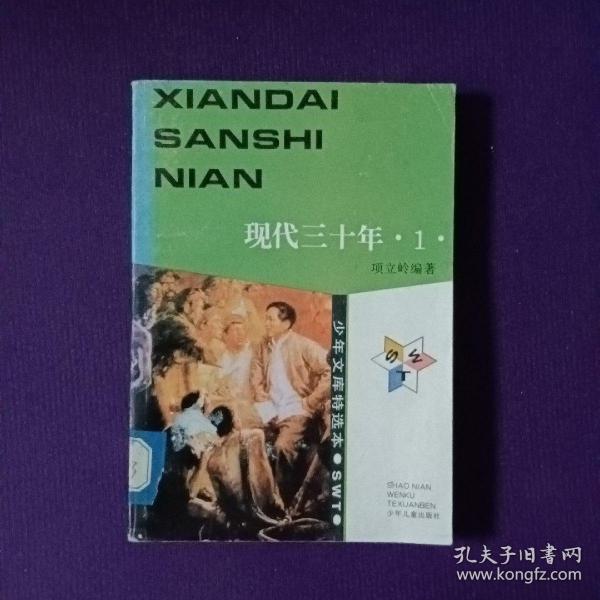 XIANDAI
SANSHI
NIAN
现代三十年·1·
项立岭编著
少年文库特选本●SWT●
S W
T
3
SHAO NIAN
WENKU
TEXUANBEN
少年儿童出版社
孔夫子旧书网
www.kongfz.com